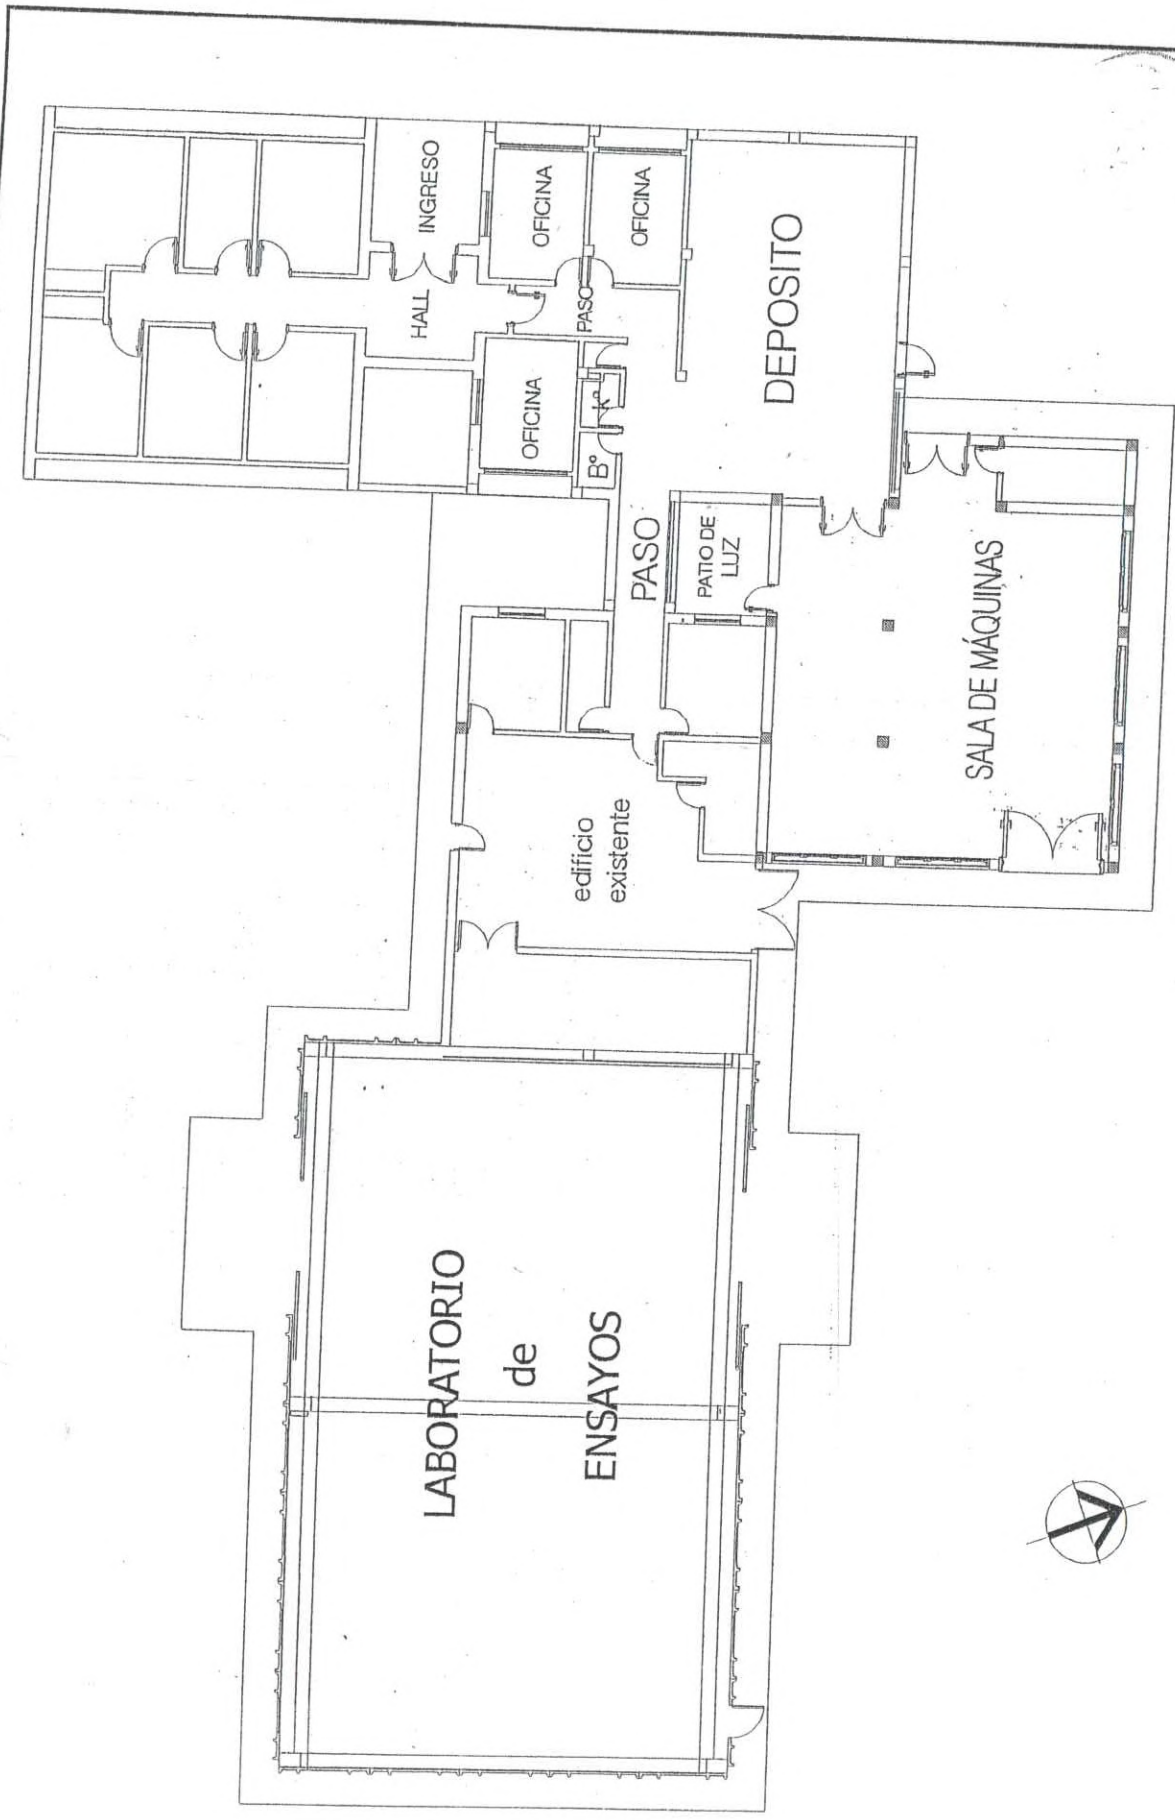 INGRESO
HALL
OFICINA
OFICINA
PASO
OFICINA
K°
B°
DEPOSITO
PASO
PATIO DE
LUZ
SALA DE MÁQUINAS
edificio
existente
LABORATORIO
de
ENSAYOS